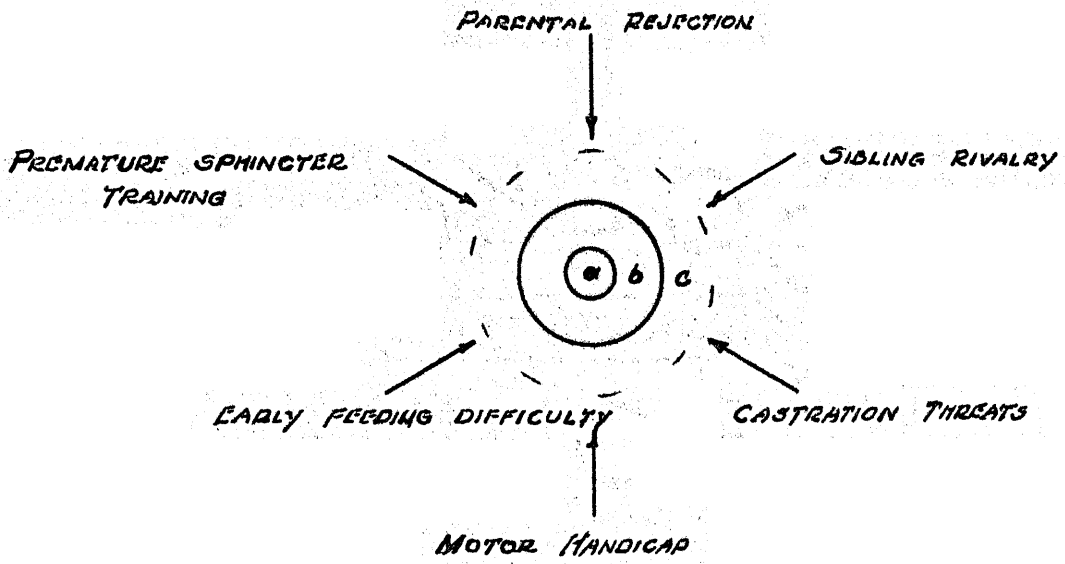 PARENTAL REJECTION
PREMATURE SPHINCTER
TRAINING
SIBLING RIVALRY
a b c
EARLY FEEDING DIFFICULTY
CASTRATION THREATS
MOTOR HANDICAP